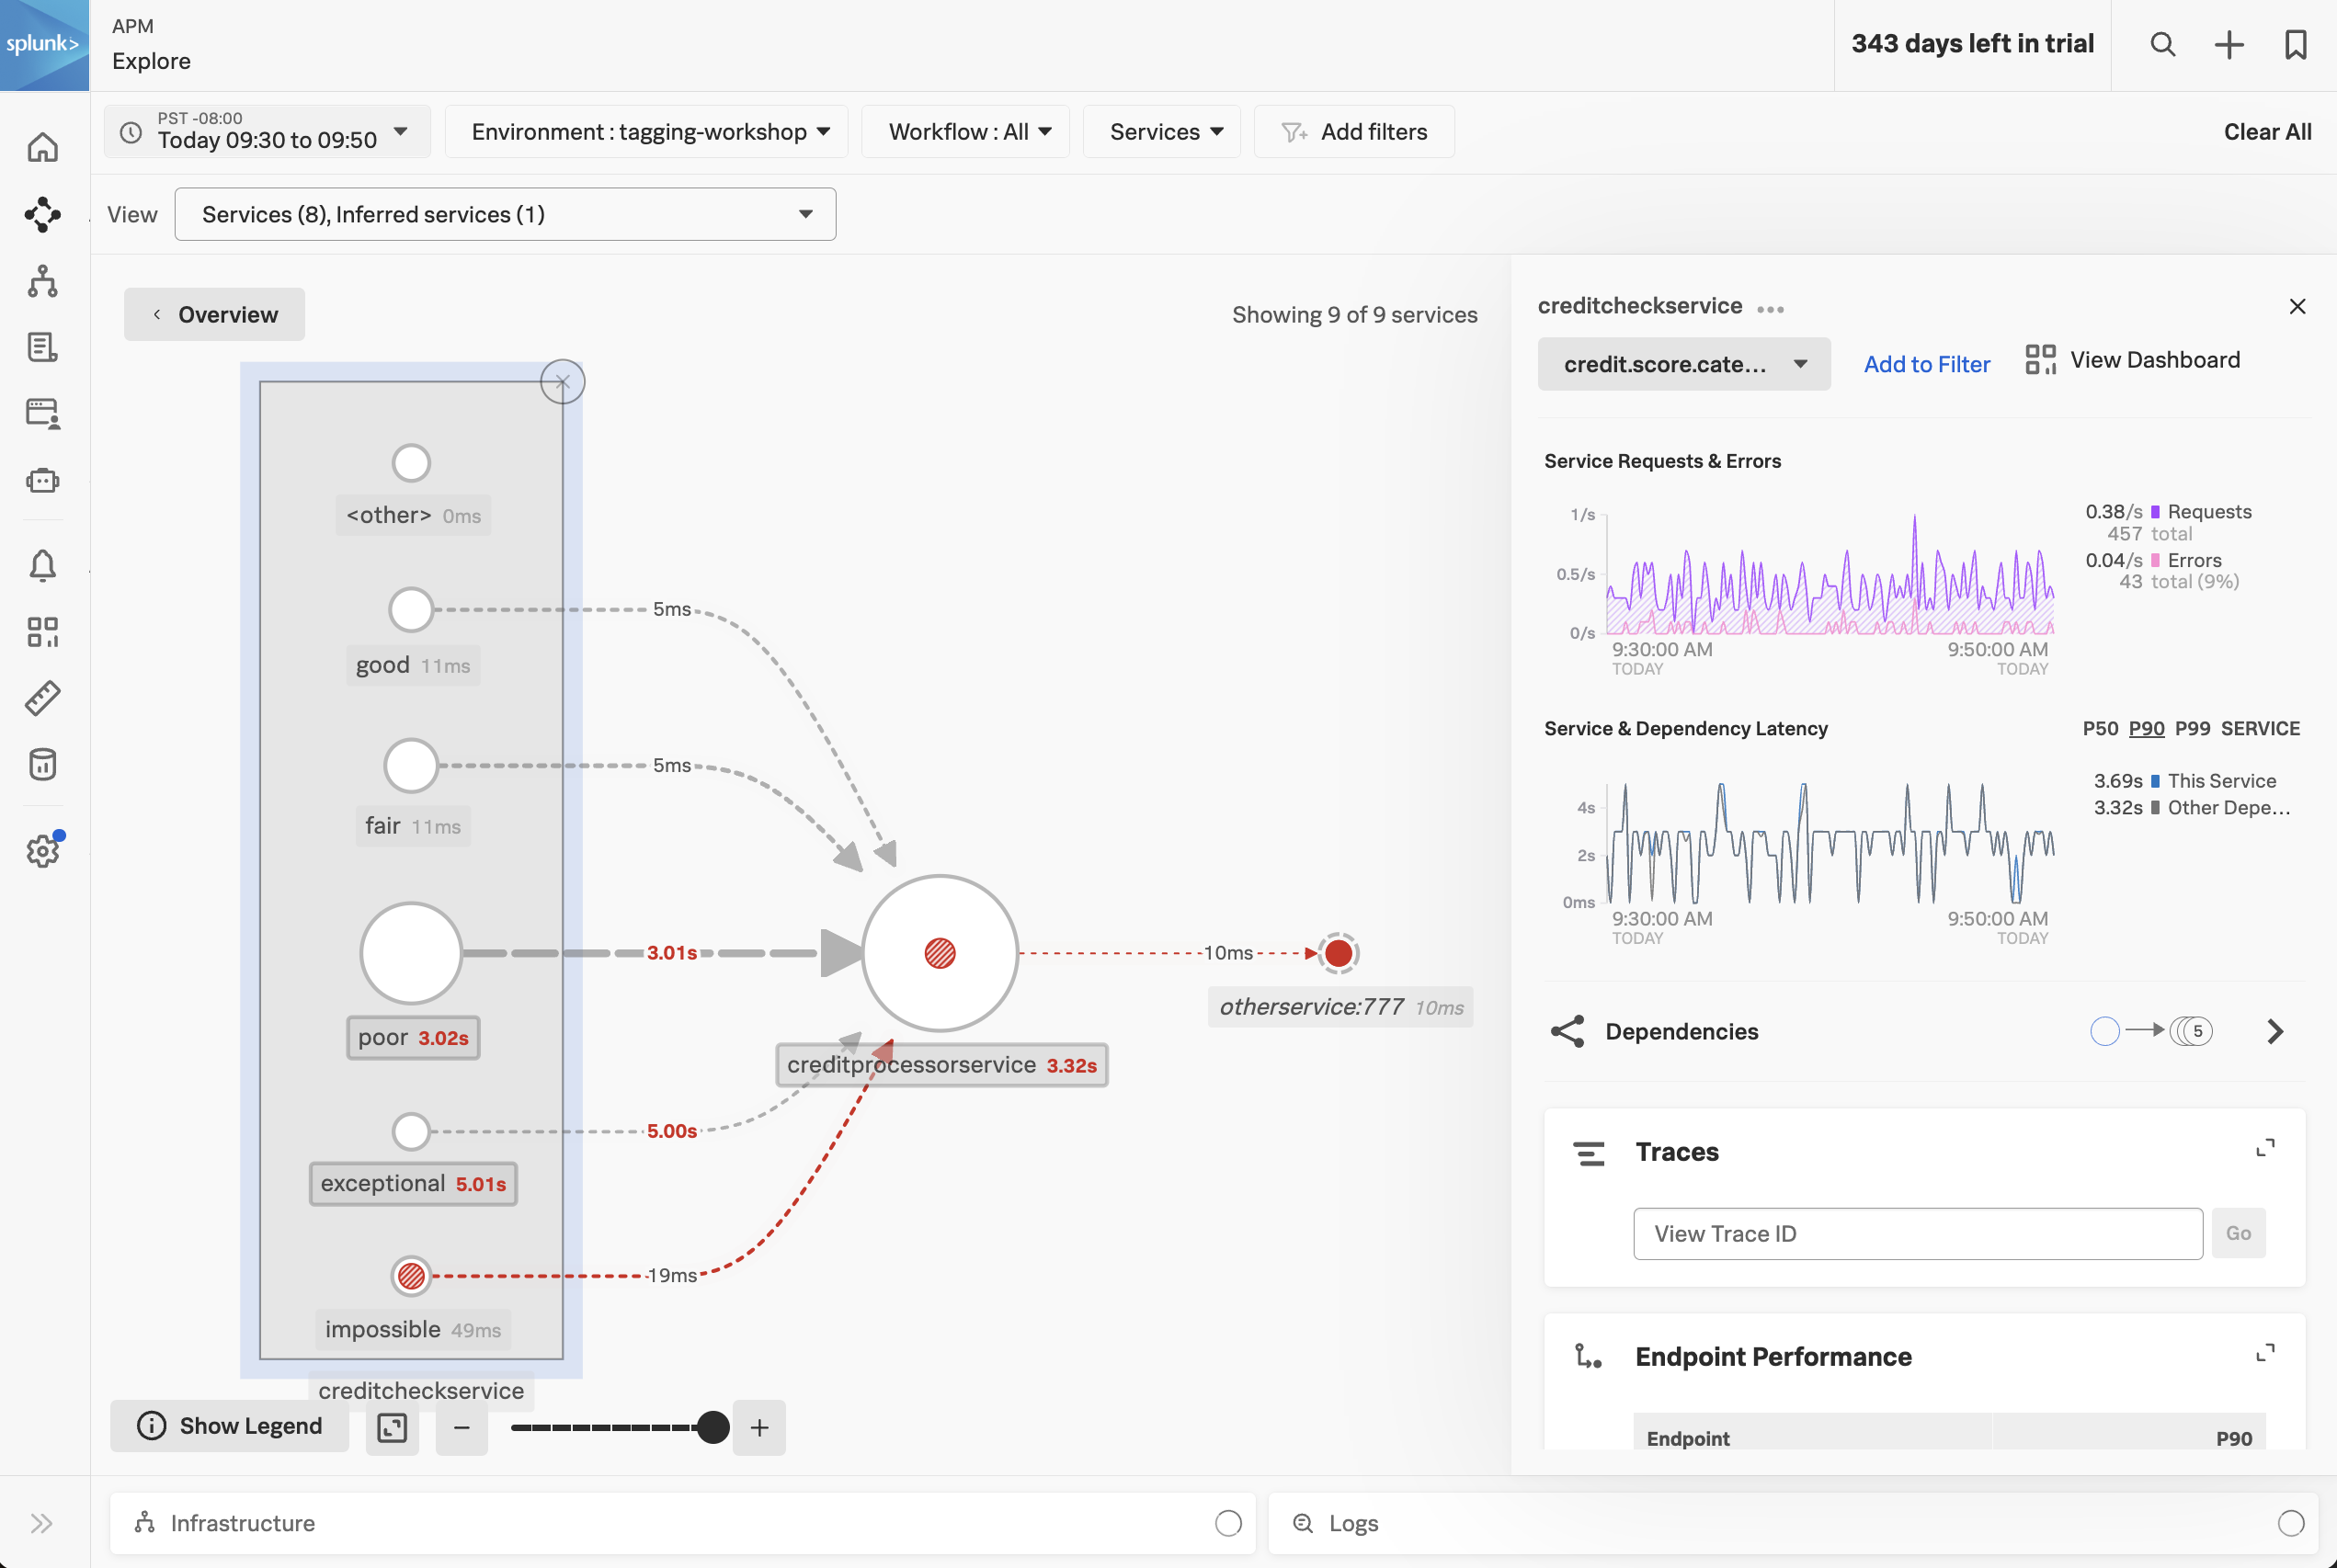 splunk>
APM
Explore
343 days left in trial
PST -08:00
Today 09:30 to 09:50
Environment : tagging-workshop
Workflow : All
Services
Add filters
Clear All
View
Services (8), Inferred services (1)
Overview
Showing 9 of 9 services
<other> 0ms
good 11ms
5ms
fair 11ms
5ms
poor 3.02s
3.01s
creditprocessorservice 3.32s
10ms
otherservice:777 10ms
exceptional 5.01s
5.00s
impossible 49ms
19ms
creditcheckservice
Show Legend
creditcheckservice
credit.score.cate...
Add to Filter
View Dashboard
Service Requests & Errors
1/s
0.5/s
0/s
9:30:00 AM
TODAY
9:50:00 AM
TODAY
0.38/s Requests
457 total
0.04/s Errors
43 total (9%)
Service & Dependency Latency
P50 P90 P99 SERVICE
4s
2s
0ms
9:30:00 AM
TODAY
9:50:00 AM
TODAY
3.69s This Service
3.32s Other Depe...
Dependencies
5
Traces
View Trace ID
Go
Endpoint Performance
Endpoint P90
Infrastructure
Logs